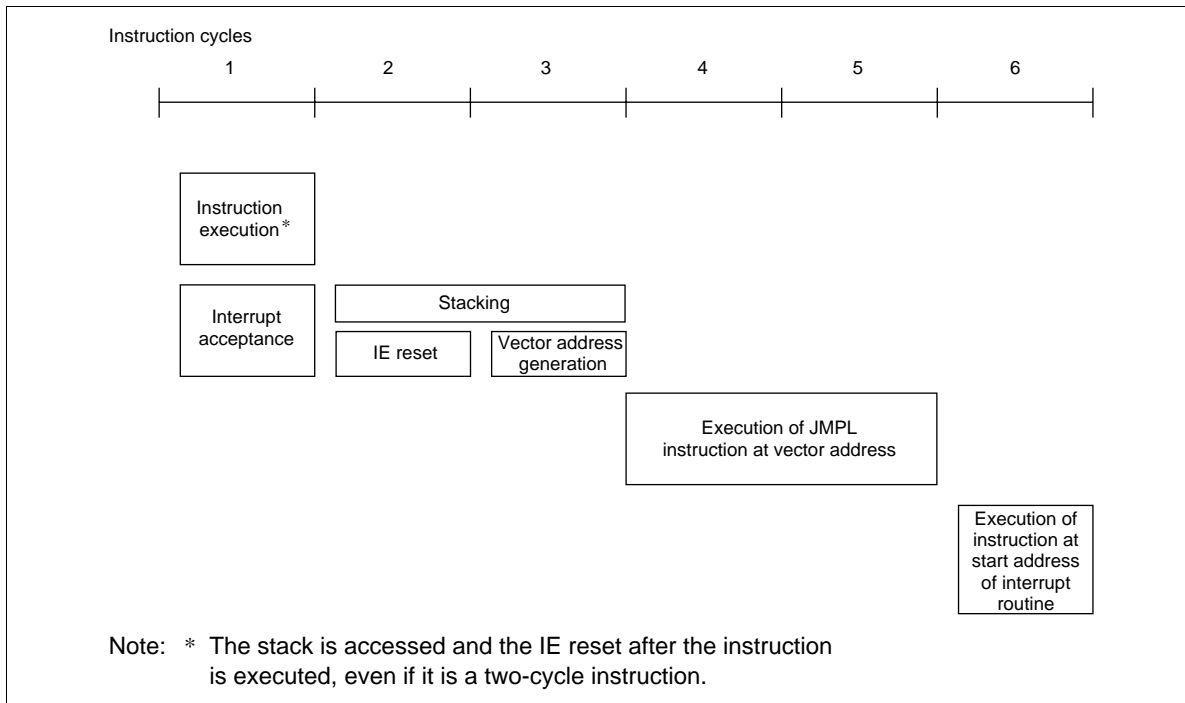 Instruction cycles
1 2 3 4 5 6
Instruction
execution*
Interrupt
acceptance
Stacking
IE reset
Vector address
generation
Execution of JMPL
instruction at vector address
Execution of
instruction at
start address
of interrupt
routine
Note: * The stack is accessed and the IE reset after the instruction
is executed, even if it is a two-cycle instruction.